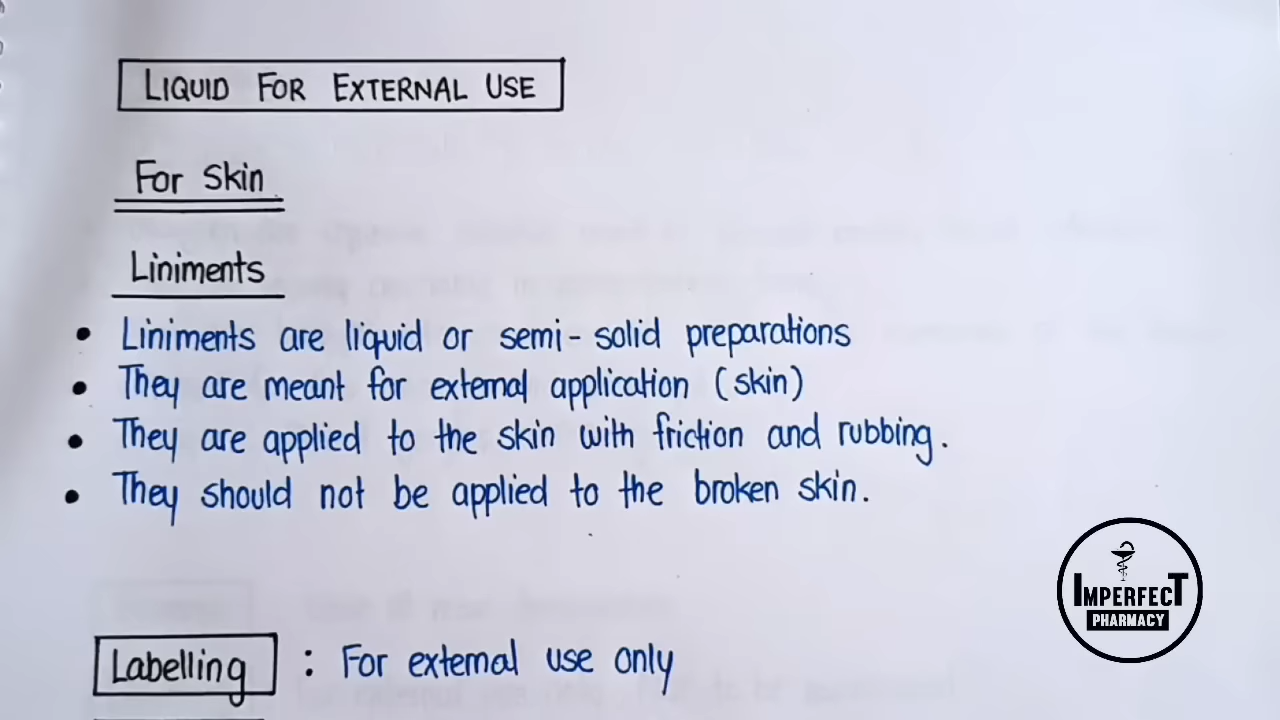 LIQUID FOR EXTERNAL USE
For Skin
Liniments
• Liniments are liquid or semi-solid preparations
• They are meant for external application (skin)
• They are applied to the skin with friction and rubbing.
• They should not be applied to the broken skin.
Labelling : For external use only
IMPERFECT
PHARMACY